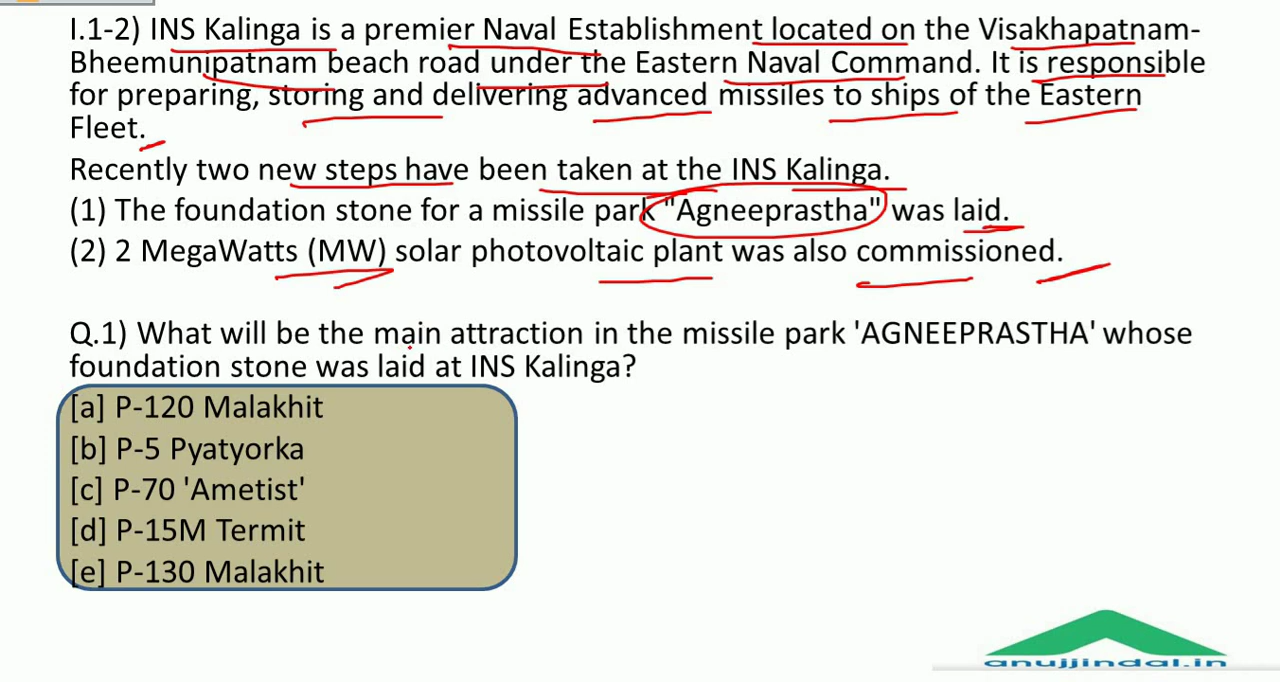 I.1-2) INS Kalinga is a premier Naval Establishment located on the Visakhapatnam-
Bheemunipatnam beach road under the Eastern Naval Command. It is responsible
for preparing, storing and delivering advanced missiles to ships of the Eastern
Fleet.
Recently two new steps have been taken at the INS Kalinga.
(1) The foundation stone for a missile park "Agneeprastha" was laid.
(2) 2 MegaWatts (MW) solar photovoltaic plant was also commissioned.
Q.1) What will be the main attraction in the missile park 'AGNEEPRASTHA' whose
foundation stone was laid at INS Kalinga?
[a] P-120 Malakhit
[b] P-5 Pyatyorka
[c] P-70 'Ametist'
[d] P-15M Termit
[e] P-130 Malakhit
anujjindal.in